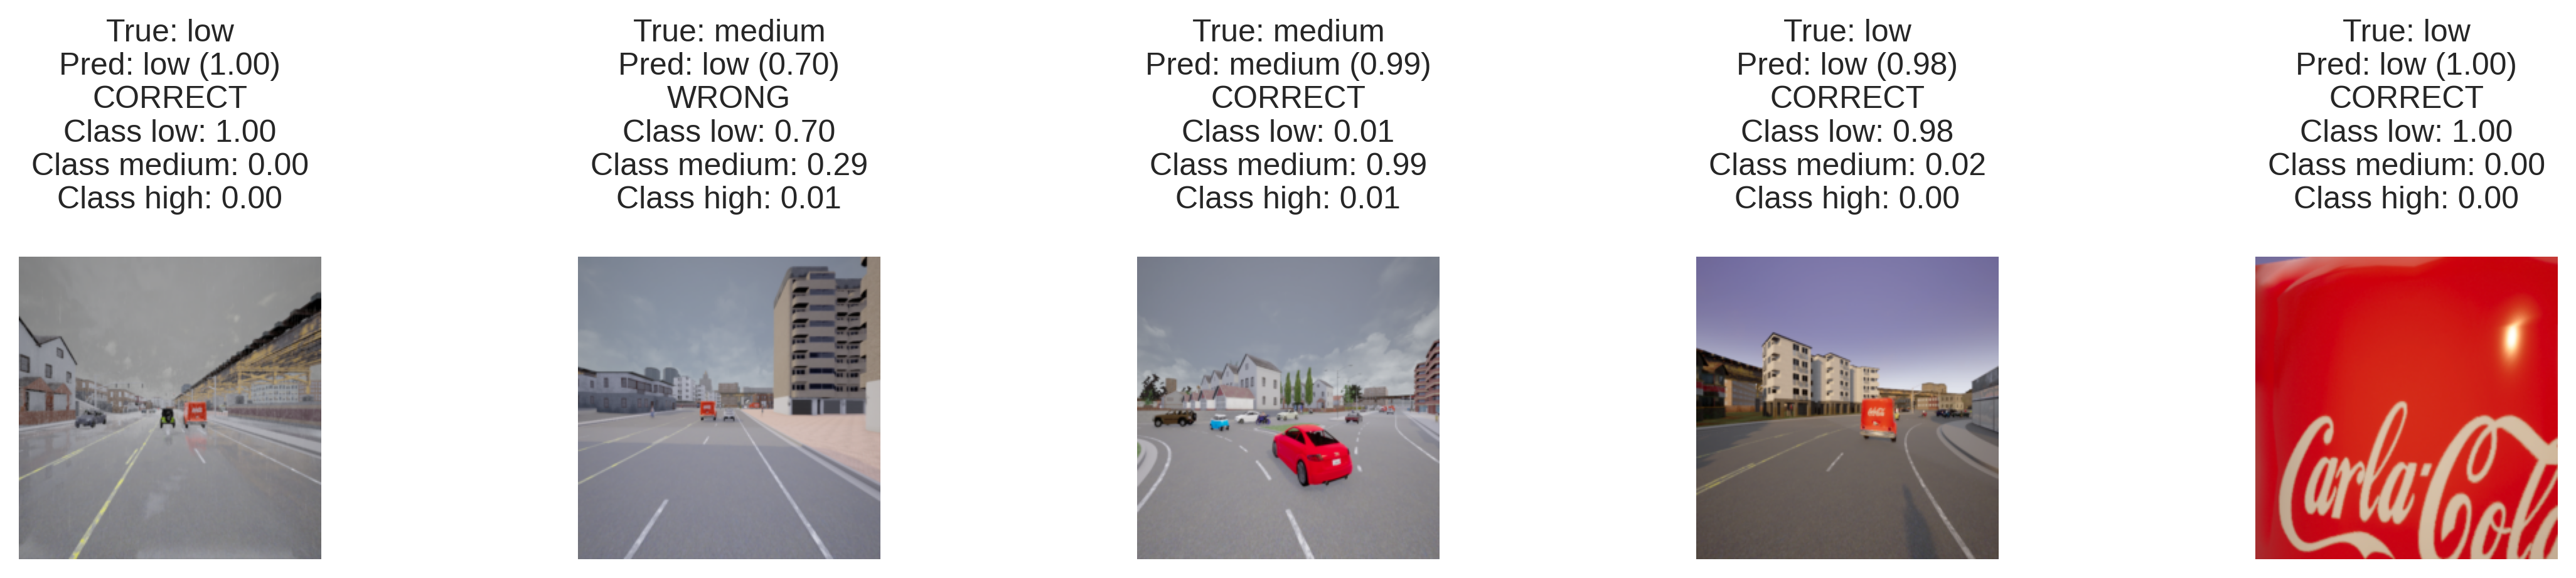 True: low
Pred: low (1.00)
CORRECT
Class low: 1.00
Class medium: 0.00
Class high: 0.00
True: medium
Pred: low (0.70)
WRONG
Class low: 0.70
Class medium: 0.29
Class high: 0.01
True: medium
Pred: medium (0.99)
CORRECT
Class low: 0.01
Class medium: 0.99
Class high: 0.01
True: low
Pred: low (0.98)
CORRECT
Class low: 0.98
Class medium: 0.02
Class high: 0.00
True: low
Pred: low (1.00)
CORRECT
Class low: 1.00
Class medium: 0.00
Class high: 0.00
Carla-Cola